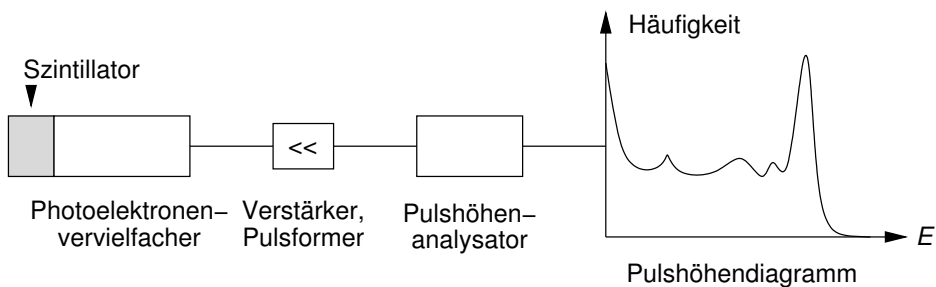 Häufigkeit
Szintillator
<<
Photoelektronen−
vervielfacher
Verstärker,
Pulsformer
Pulshöhen−
analysator
E
Pulshöhendiagramm